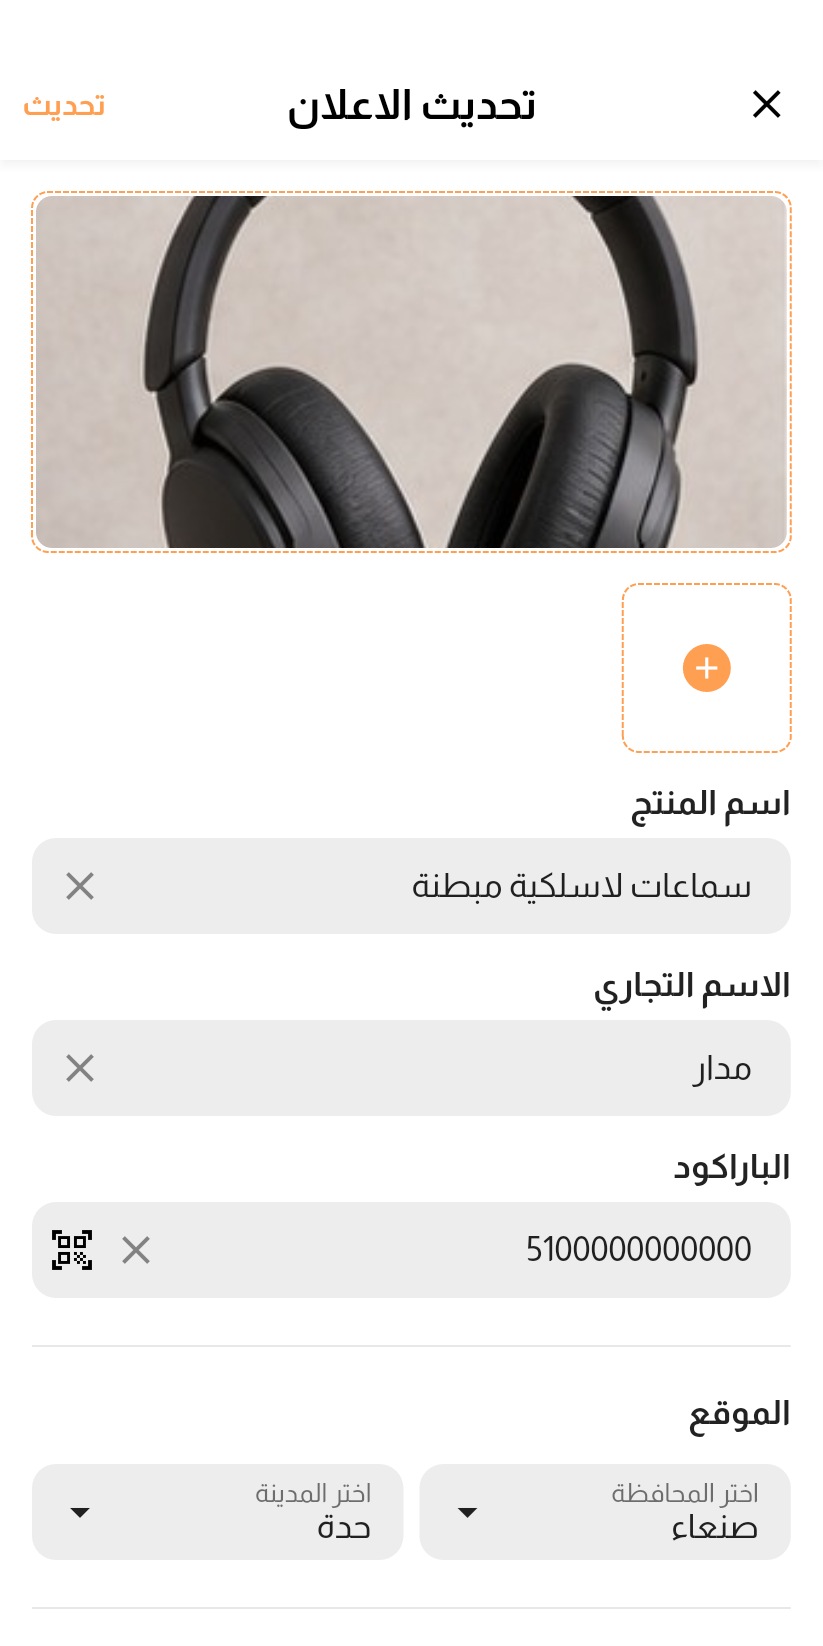 تحديث الاعلان
تحديث
اسم المنتج
سماعات لاسلكية مبطنة
الاسم التجاري
مدار
الباراكود
5100000000000
الموقع
اختر المحافظة
صنعاء
اختر المدينة
حدة